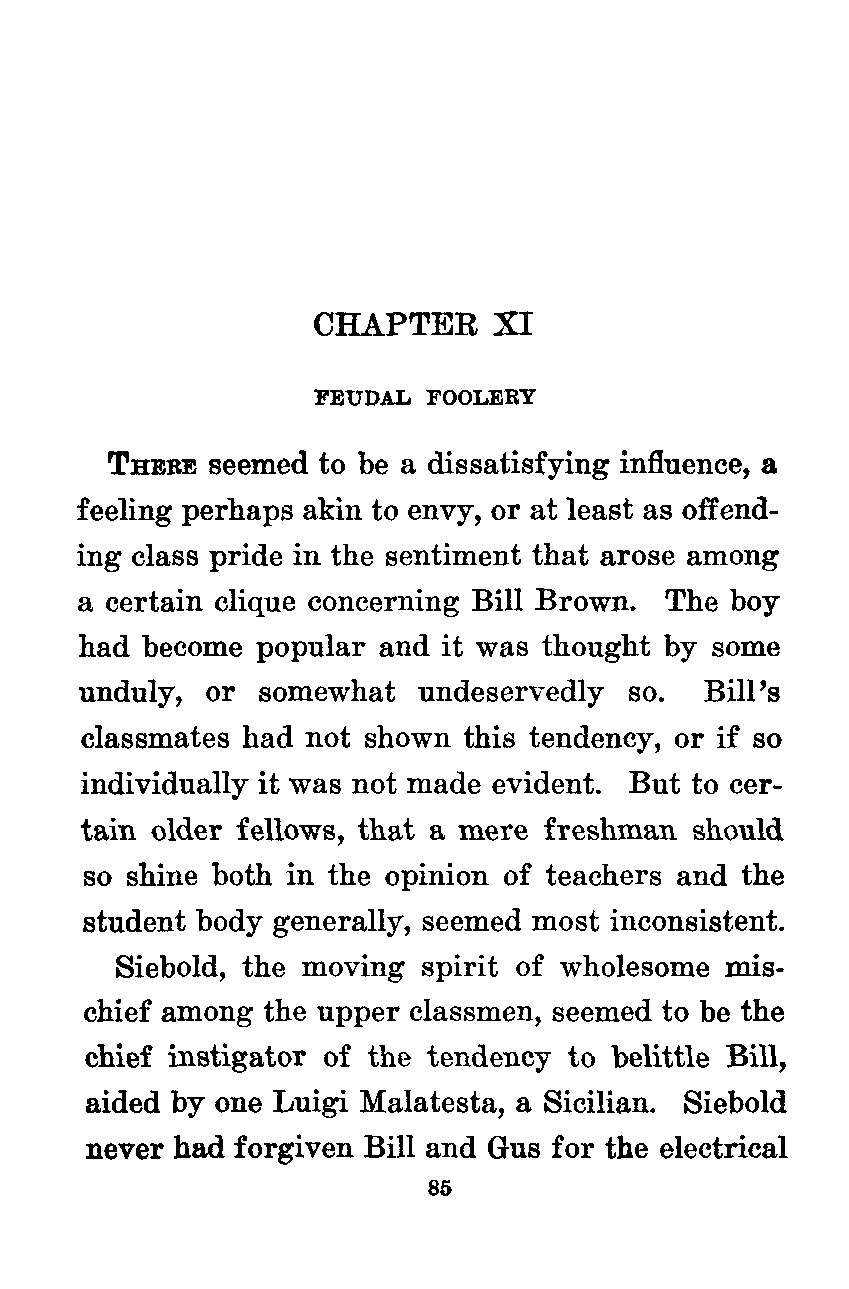 CHAPTER XI
FEUDAL FOOLERY
THERE seemed to be a dissatisfying influence, a
feeling perhaps akin to envy, or at least as offend-
ing class pride in the sentiment that arose among
a certain clique concerning Bill Brown. The boy
had become popular and it was thought by some
unduly, or somewhat undeservedly so. Bill's
classmates had not shown this tendency, or if so
individually it was not made evident. But to cer-
tain older fellows, that a mere freshman should
so shine both in the opinion of teachers and the
student body generally, seemed most inconsistent.
Siebold, the moving spirit of wholesome mis-
chief among the upper classmen, seemed to be the
chief instigator of the tendency to belittle Bill,
aided by one Luigi Malatesta, a Sicilian. Siebold
never had forgiven Bill and Gus for the electrical
85